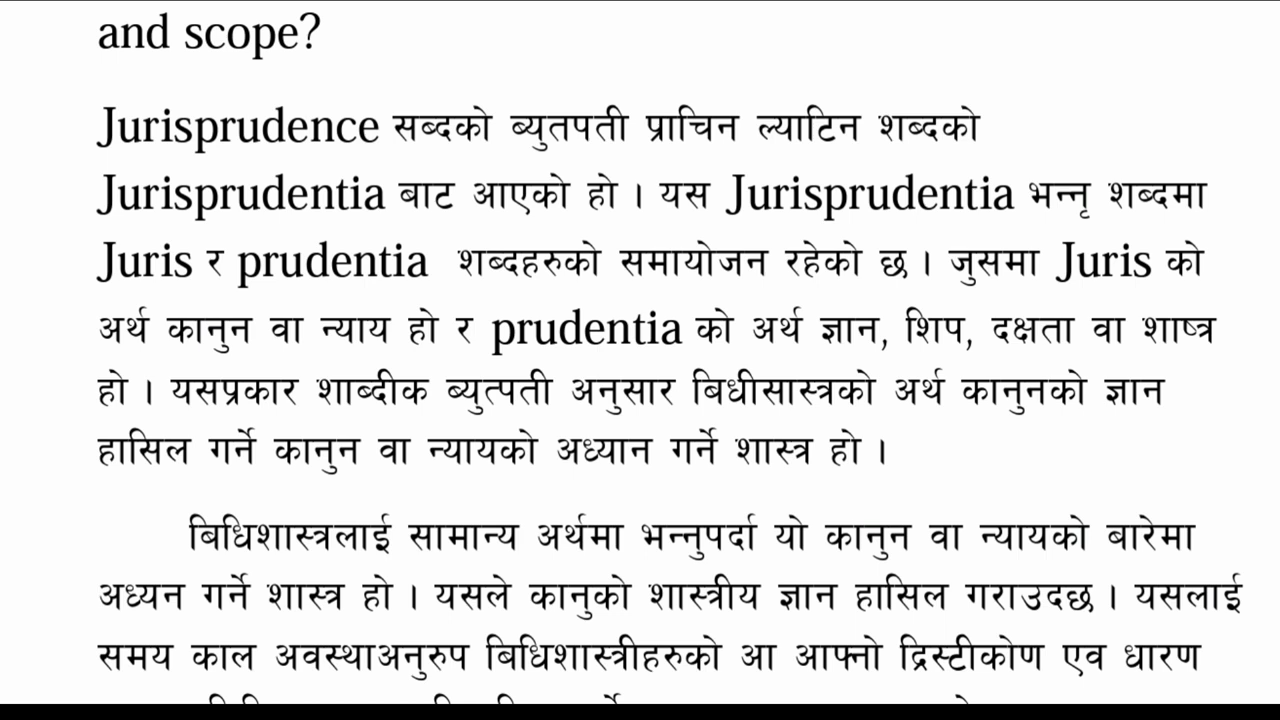 and scope?
Jurisprudence सब्दको ब्युतपती प्राचिन ल्याटिन शब्दको
Jurisprudentia बाट आएको हो । यस Jurisprudentia भन्नृ शब्दमा
Juris र prudentia शब्दहरुको समायोजन रहेको छ । जुसमा Juris को
अर्थ कानुन वा न्याय हो र prudentia को अर्थ ज्ञान, शिप, दक्षता वा शाष्त्र
हो । यसप्रकार शाब्दीक ब्युत्पती अनुसार बिधीसास्त्रको अर्थ कानुनको ज्ञान
हासिल गर्ने कानुन वा न्यायको अध्यान गर्ने शास्त्र हो ।
बिधिशास्त्रलाई सामान्य अर्थमा भन्नुपर्दा यो कानुन वा न्यायको बारेमा
अध्यन गर्ने शास्त्र हो । यसले कानुको शास्त्रीय ज्ञान हासिल गराउदछ । यसलाई
समय काल अवस्थाअनुरुप बिधिशास्त्रीहरुको आ आफ्नो द्रिस्टीकोण एव धारण